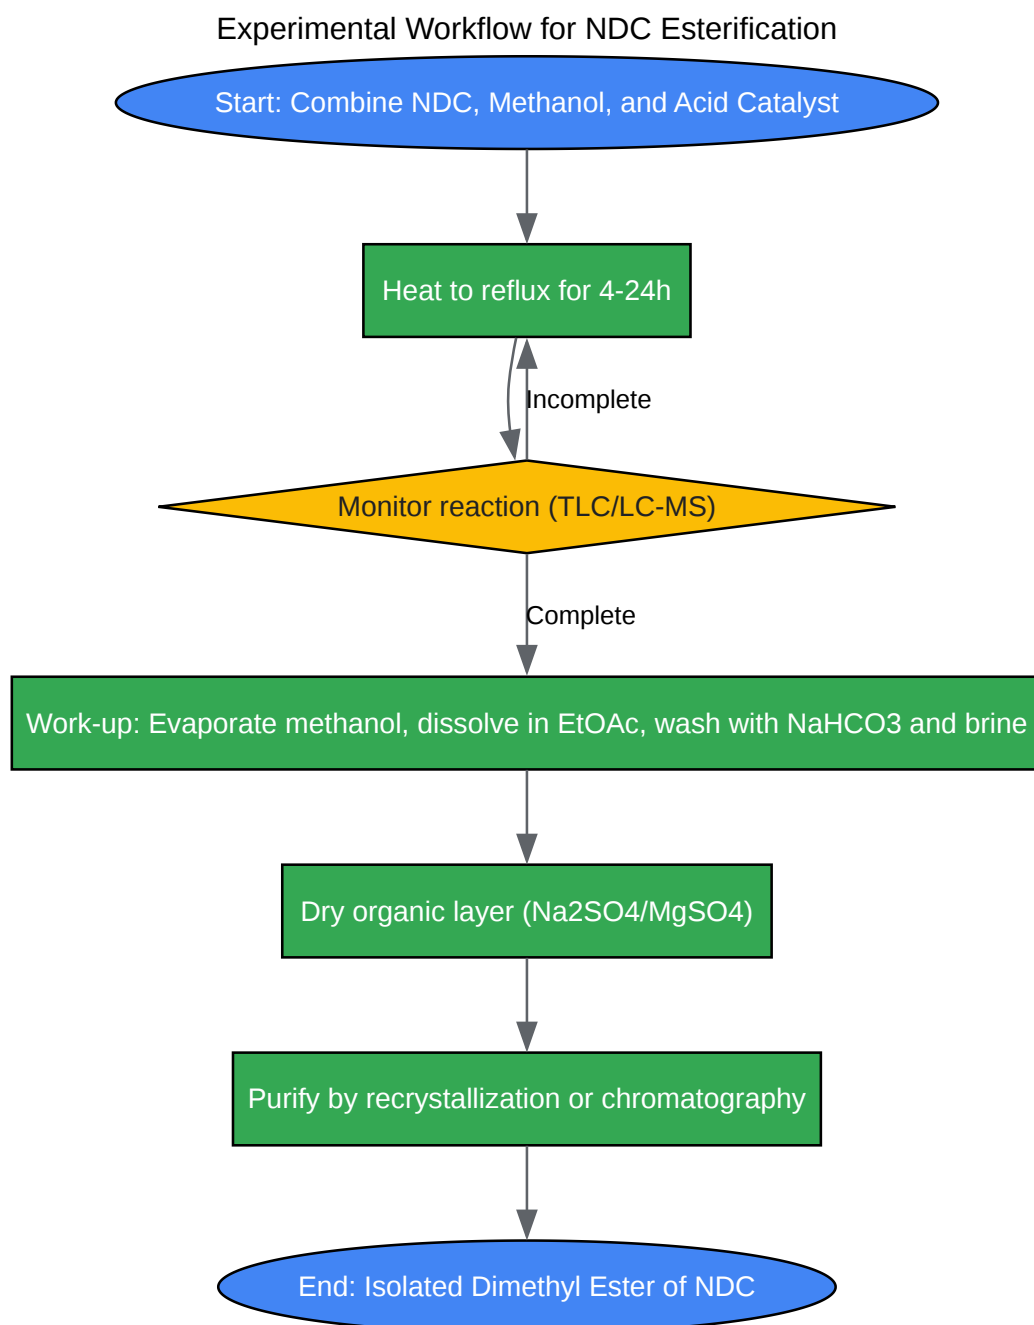 Experimental Workflow for NDC Esterification
Start: Combine NDC, Methanol, and Acid Catalyst
Heat to reflux for 4-24h
Incomplete
Monitor reaction (TLC/LC-MS)
Complete
Work-up: Evaporate methanol, dissolve in EtOAc, wash with NaHCO3 and brine
Dry organic layer (Na2SO4/MgSO4)
Purify by recrystallization or chromatography
End: Isolated Dimethyl Ester of NDC